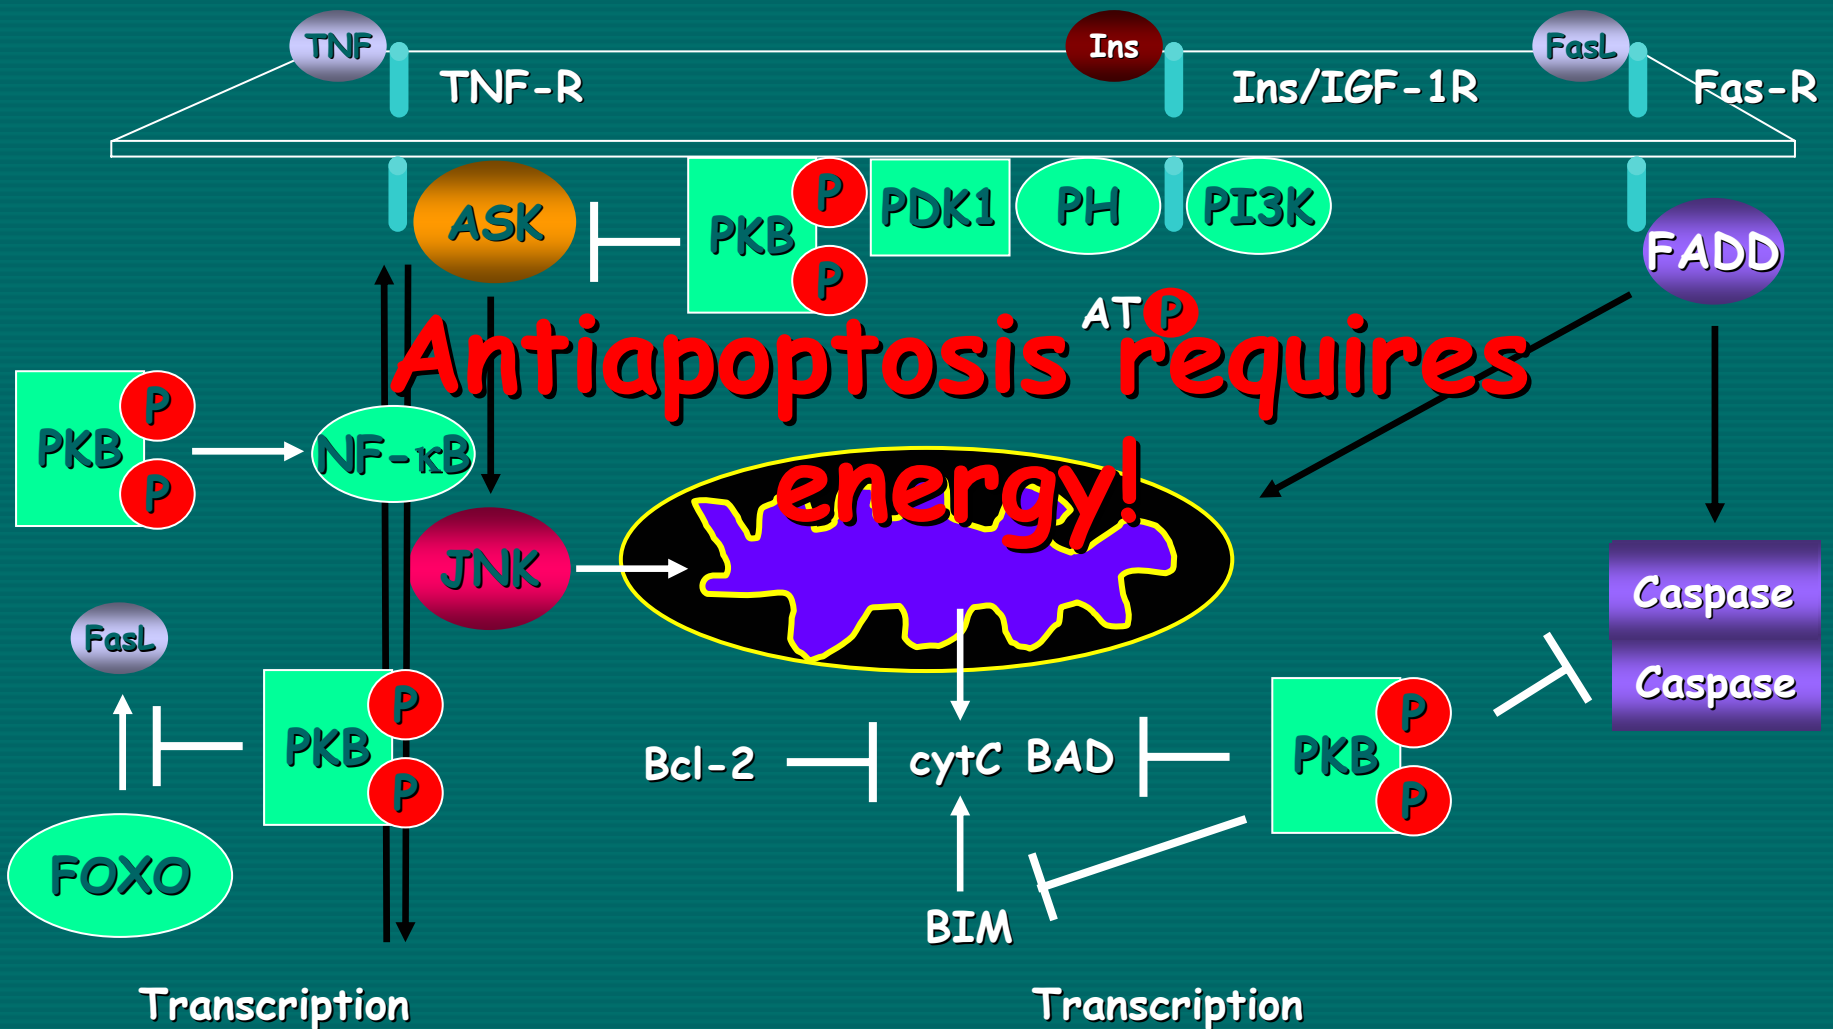 TNF
Ins
FasL
TNF-R
Ins/IGF-1R
Fas-R
ASK
PKB
P
P
PDK1
PH
PI3K
FADD
ATP
Antiapoptosis requires
energy!
PKB
P
P
NF-κB
JNK
Caspase
Caspase
FasL
PKB
P
P
Bcl-2
cytC
BAD
PKB
P
P
FOXO
BIM
Transcription
Transcription